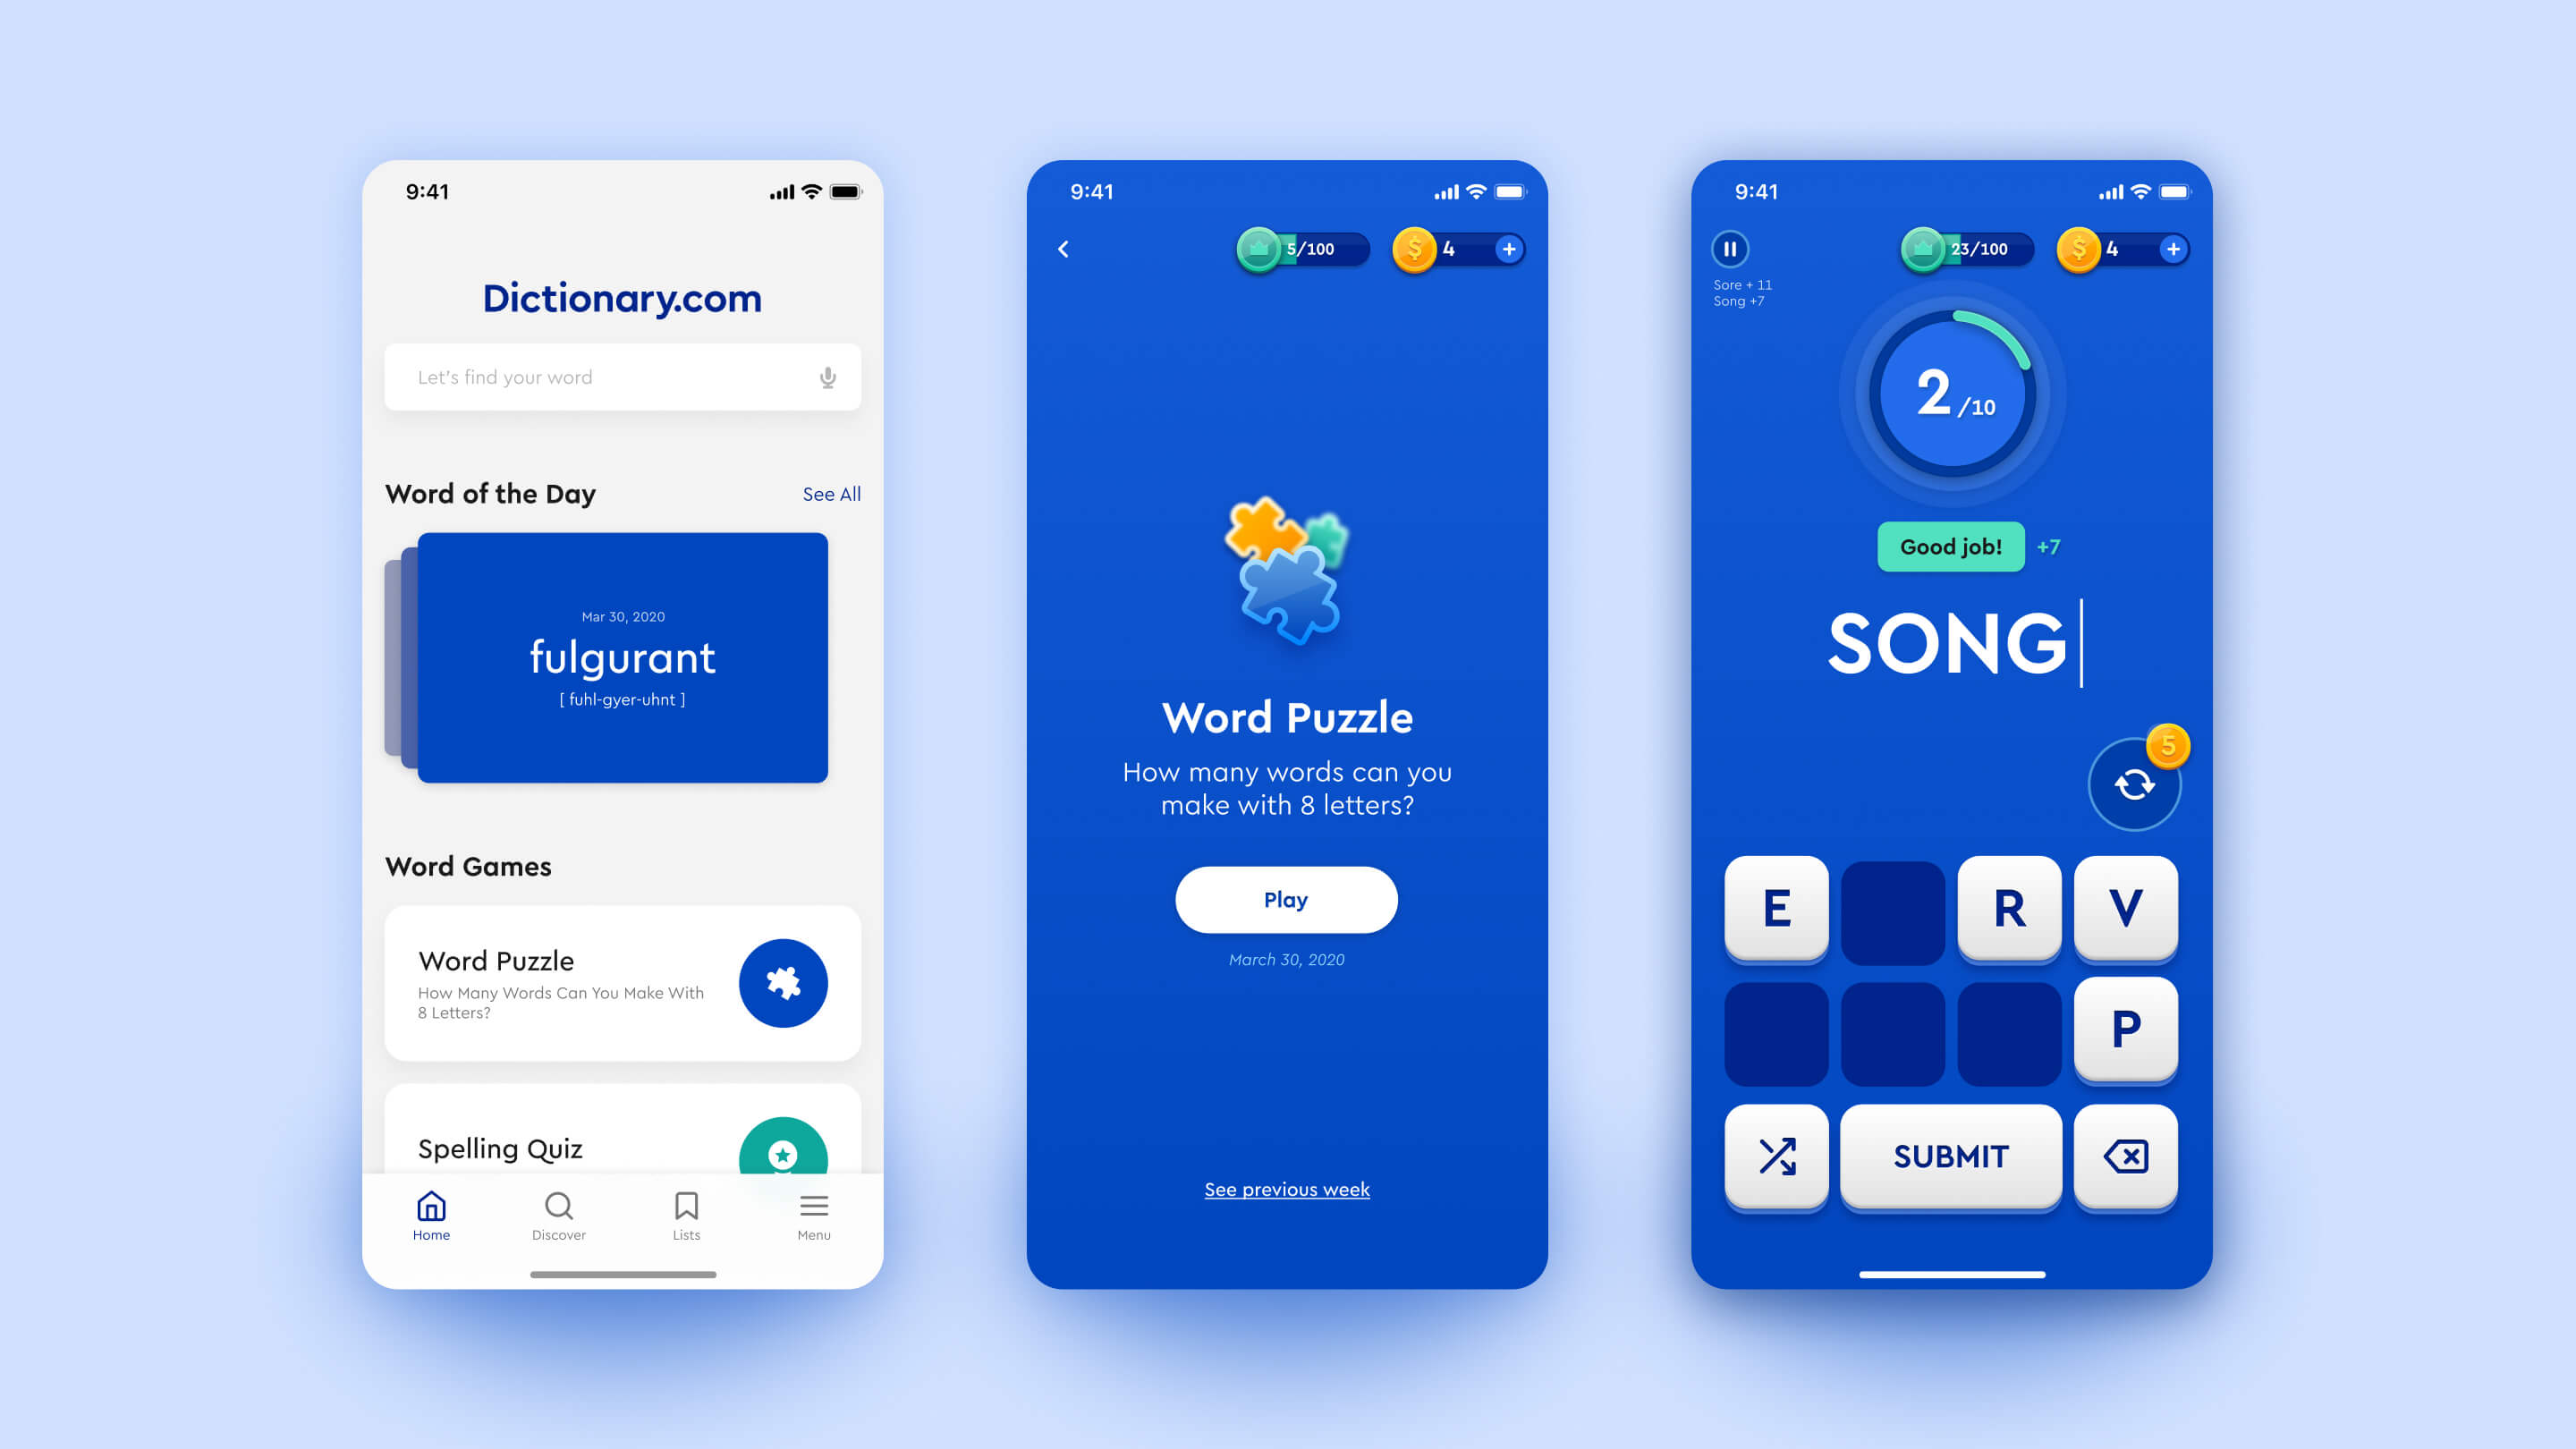 9:41
Dictionary.com
Let's find your word
Word of the Day
See All
Mar 30, 2020
fulgurant
[ fuhl-gyer-uhnt ]
Word Games
Word Puzzle
How Many Words Can You Make With
8 Letters?
Spelling Quiz
Home
Discover
Lists
Menu
9:41
5/100
$ 4 +
Word Puzzle
How many words can you
make with 8 letters?
Play
March 30, 2020
See previous week
9:41
23/100
$ 4 +
Sore + 11
Song +7
2/10
Good job! +7
SONG
5
E R V
P
SUBMIT